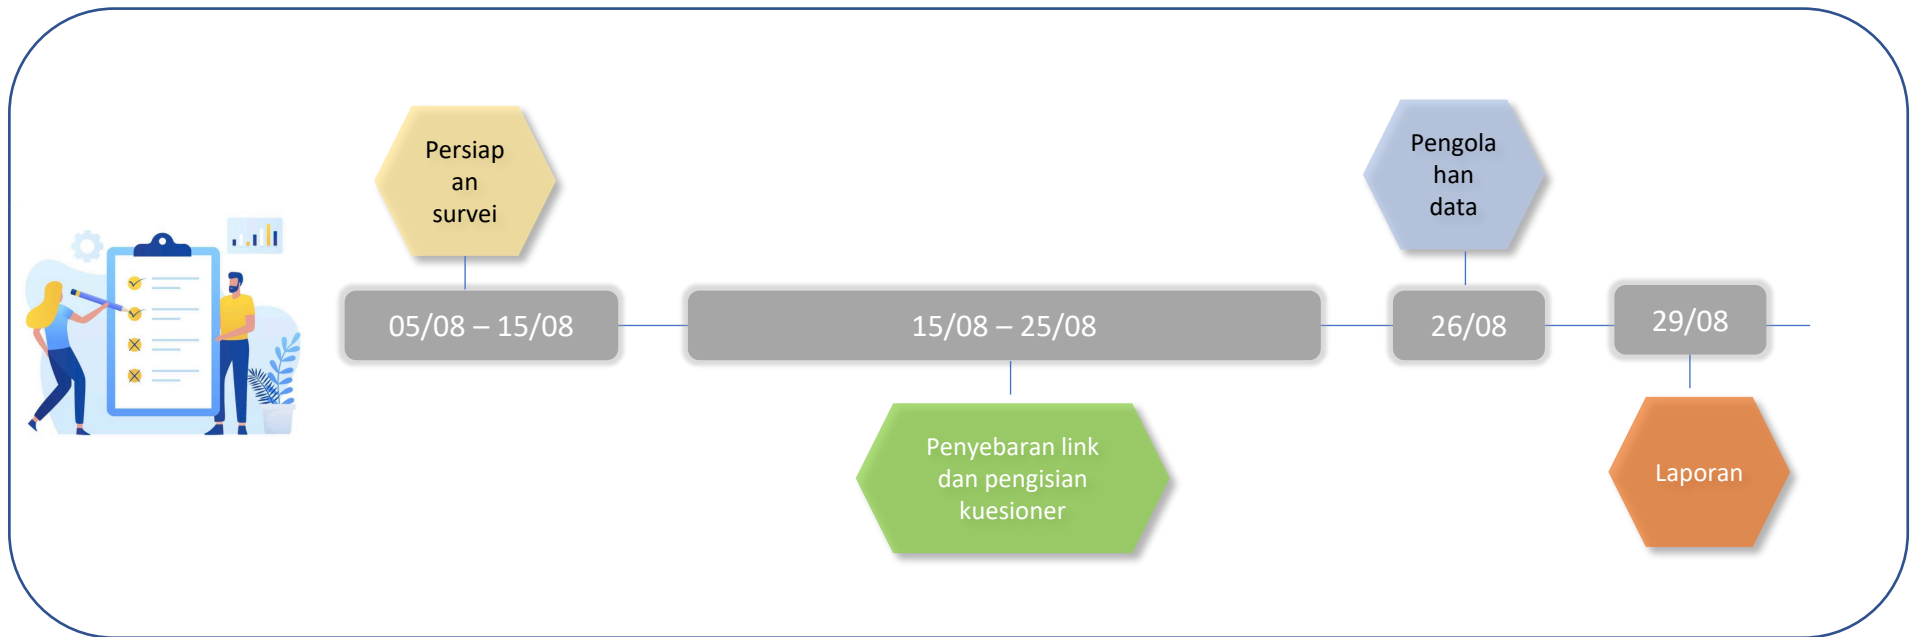 Persiap
an
survei
05/08 – 15/08
15/08 – 25/08
Penyebaran link
dan pengisian
kuesioner
Pengola
han
data
26/08
29/08
Laporan